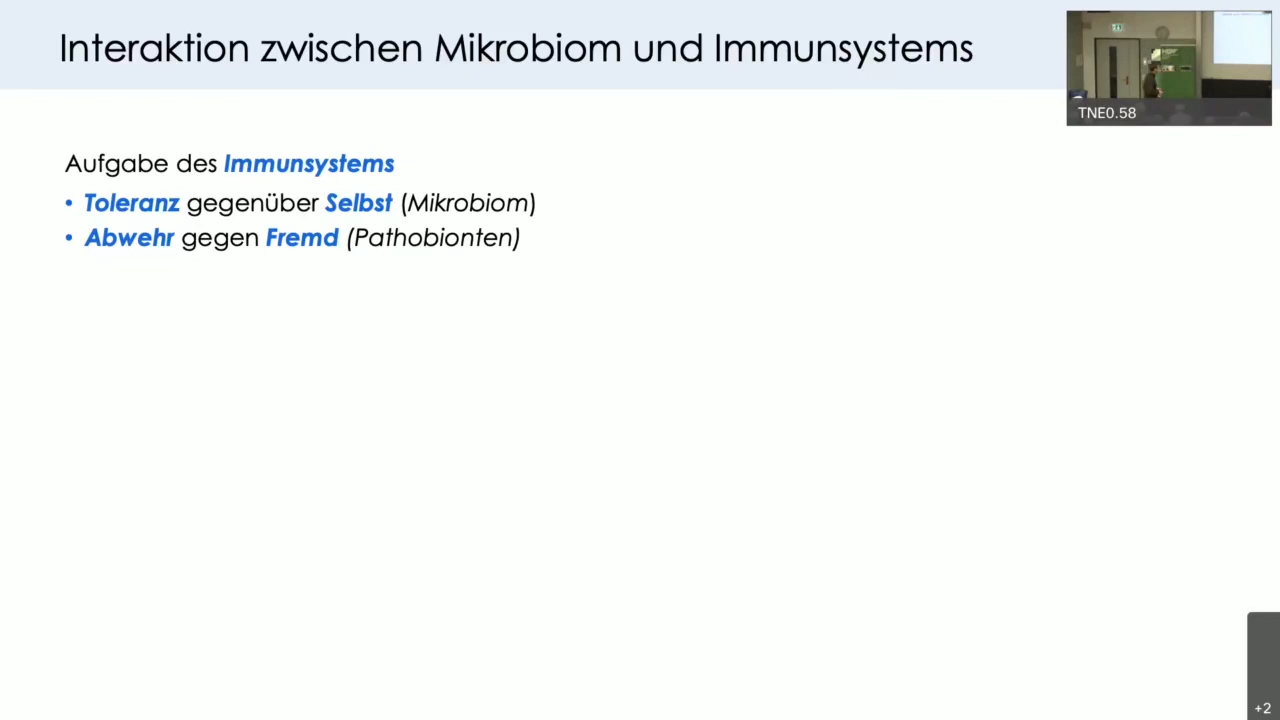 Interaktion zwischen Mikrobiom und Immunsystems
TNE0.58
Aufgabe des Immunsystems
• Toleranz gegenüber Selbst (Mikrobiom)
• Abwehr gegen Fremd (Pathobionten)
+2